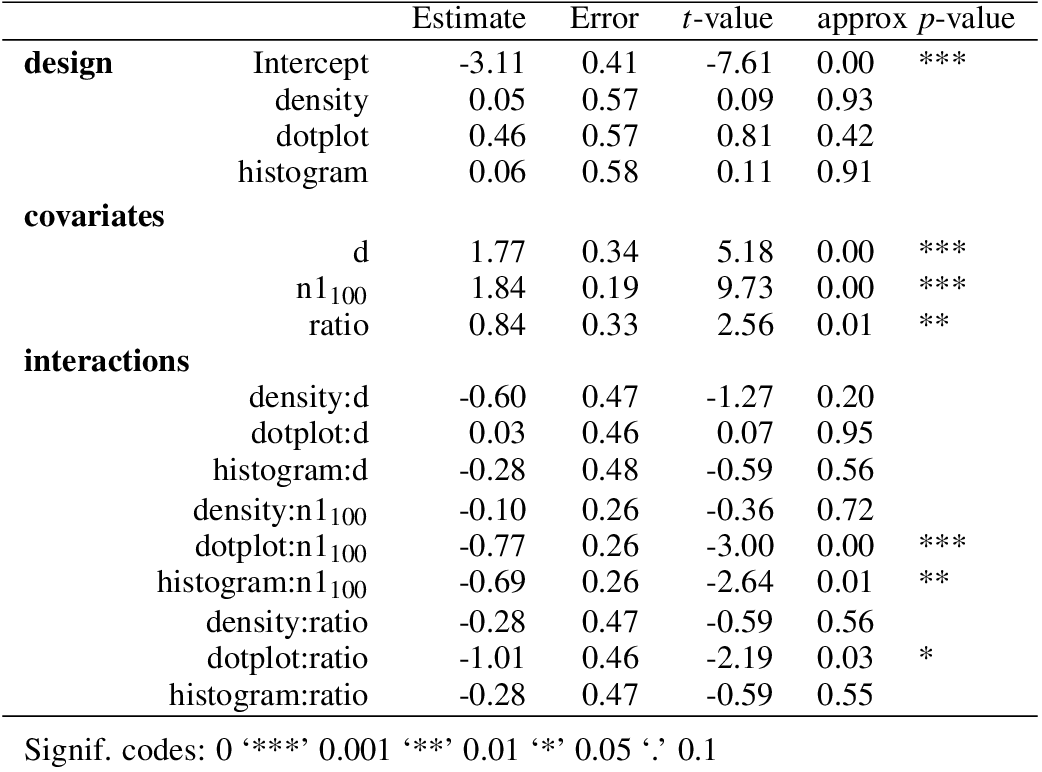 Estimate Error t-value approx p-value
design Intercept -3.11 0.41 -7.61 0.00 ***
density 0.05 0.57 0.09 0.93
dotplot 0.46 0.57 0.81 0.42
histogram 0.06 0.58 0.11 0.91
covariates
d 1.77 0.34 5.18 0.00 ***
n1₁₀₀ 1.84 0.19 9.73 0.00 ***
ratio 0.84 0.33 2.56 0.01 **
interactions
density:d -0.60 0.47 -1.27 0.20
dotplot:d 0.03 0.46 0.07 0.95
histogram:d -0.28 0.48 -0.59 0.56
density:n1₁₀₀ -0.10 0.26 -0.36 0.72
dotplot:n1₁₀₀ -0.77 0.26 -3.00 0.00 ***
histogram:n1₁₀₀ -0.69 0.26 -2.64 0.01 **
density:ratio -0.28 0.47 -0.59 0.56
dotplot:ratio -1.01 0.46 -2.19 0.03 *
histogram:ratio -0.28 0.47 -0.59 0.55
Signif. codes: 0 ‘***’ 0.001 ‘**’ 0.01 ‘*’ 0.05 ‘.’ 0.1